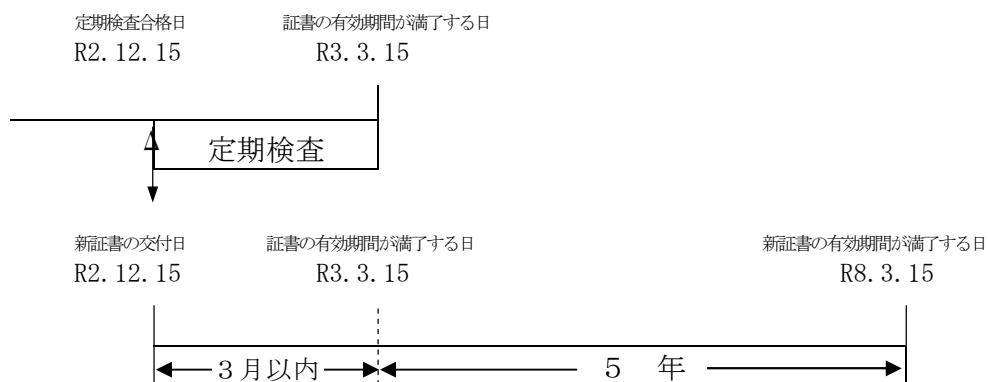 定期検査合格日 証書の有効期間が満了する日
R2.12.15 R3.3.15
定期検査
新証書の交付日 証書の有効期間が満了する日 新証書の有効期間が満了する日
R2.12.15 R3.3.15 R8.3.15
3月以内 5 年